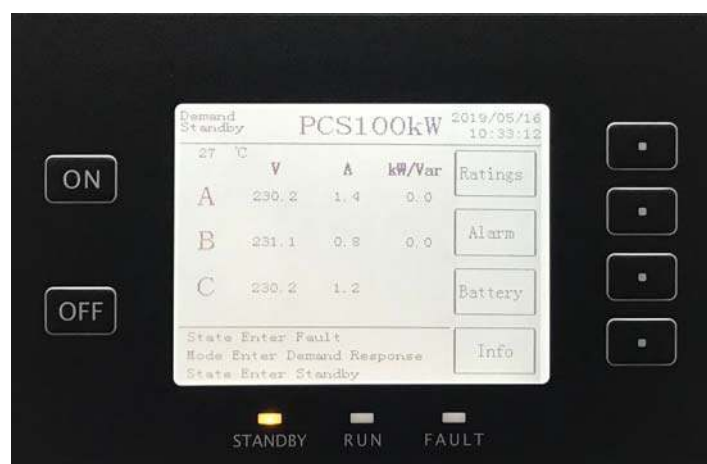 Demand
Standby
PCS100kW
2019/05/16
10:33:12
27 ℃
V A kW/Var
A 230.2 1.4 0.0
B 231.1 0.8 0.0
C 230.2 1.2
Ratings
Alarm
Battery
Info
State Enter Fault
Mode Enter Demand Response
State Enter Standby
ON
OFF
STANDBY RUN FAULT